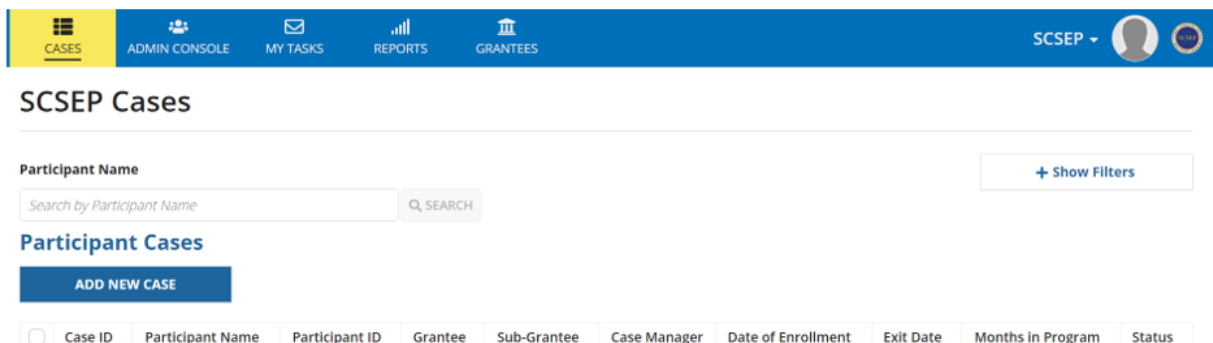 CASES ADMIN CONSOLE MY TASKS REPORTS GRANTEES SCSEP
SCSEP Cases
Participant Name
+ Show Filters
Search by Participant Name SEARCH
Participant Cases
ADD NEW CASE
Case ID Participant Name Participant ID Grantee Sub-Grantee Case Manager Date of Enrollment Exit Date Months in Program Status